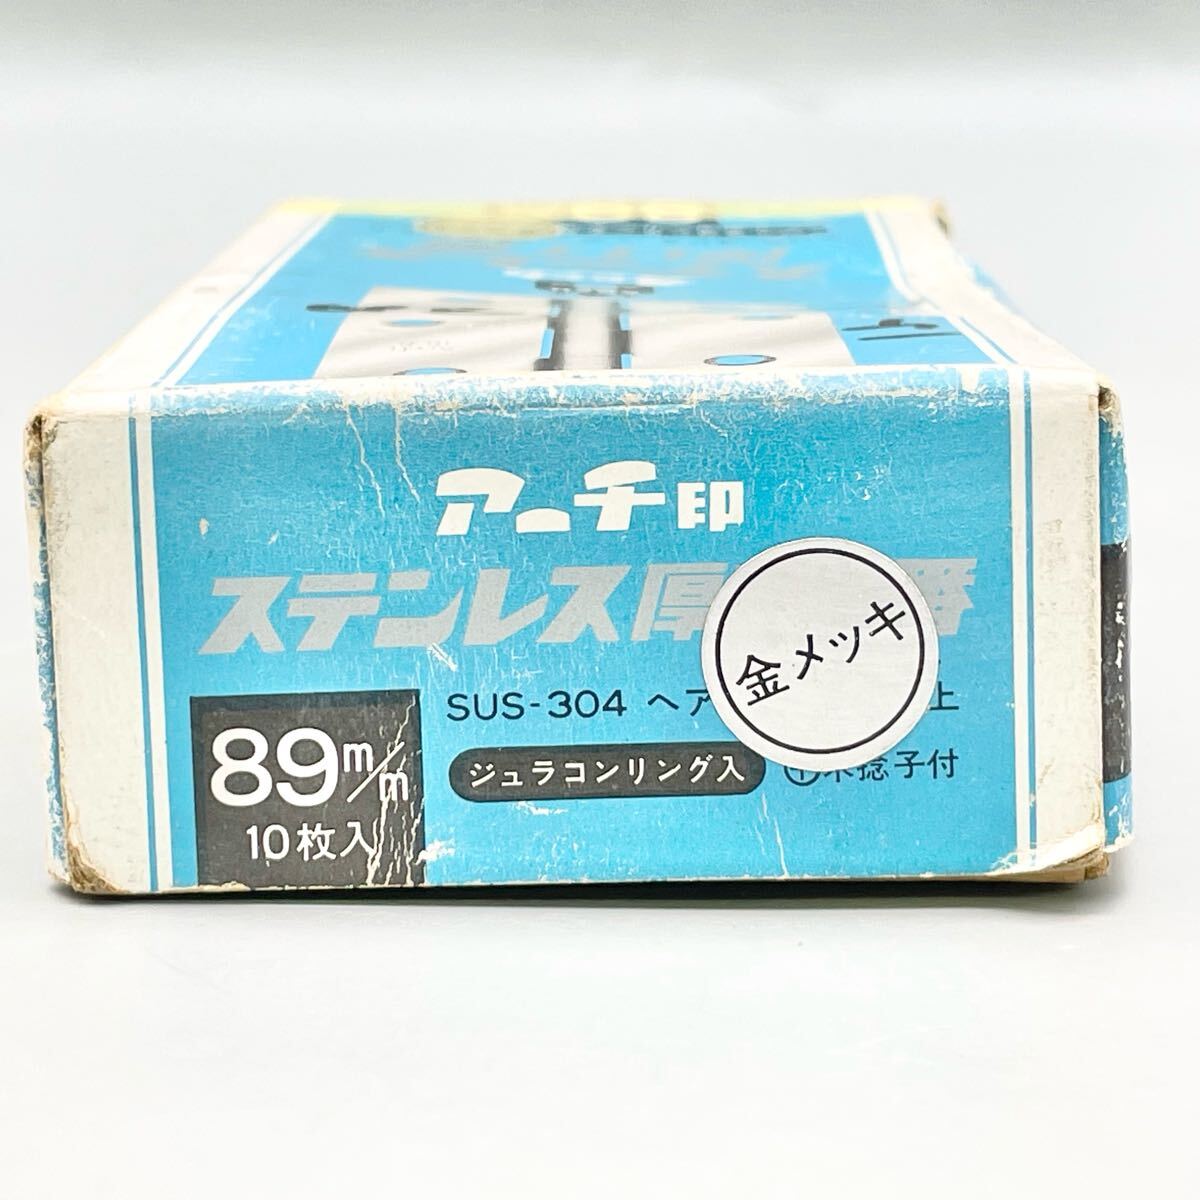 アーチ印
ステンレス厚 番
金メッキ
SUS-304 ヘア 上
ジュラコンリング入 木捻子付
89m/m
10枚入